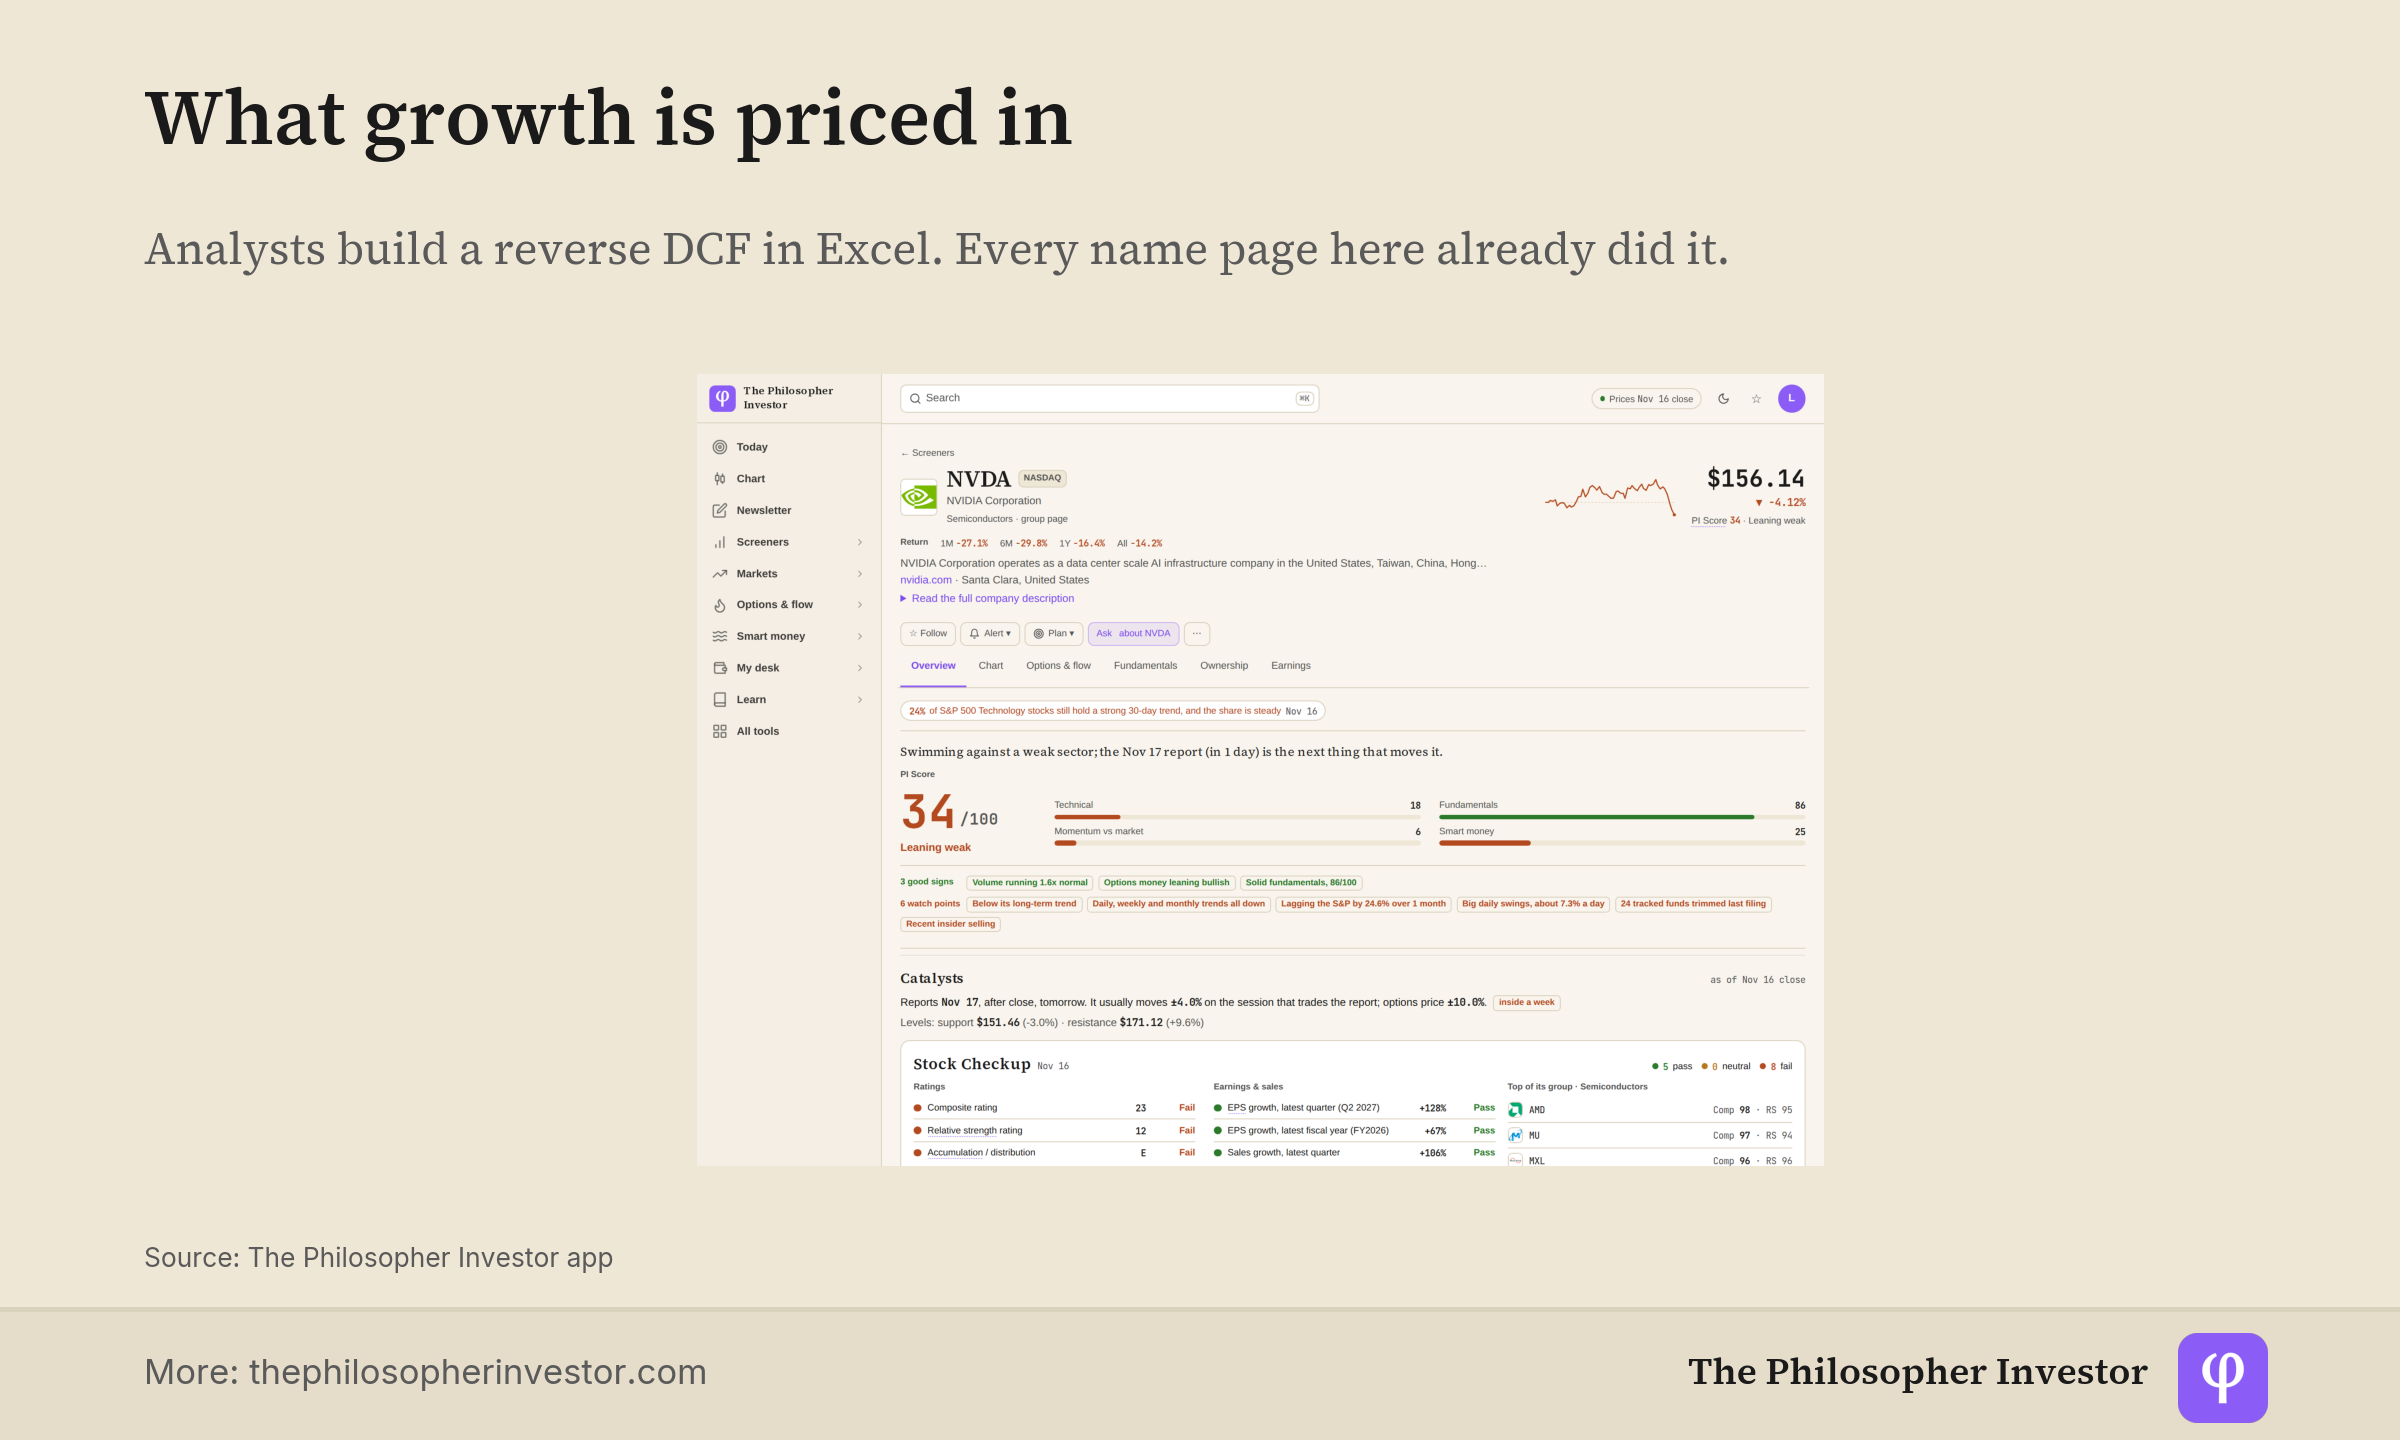 What growth is priced in
Analysts build a reverse DCF in Excel. Every name page here already did it.
φ The Philosopher
Investor
Search ⌘K
Prices Nov 16 close
L
Today
Chart
Newsletter
Screeners
Markets
Options & flow
Smart money
My desk
Learn
All tools
← Screeners
NVDA NASDAQ
NVIDIA Corporation
Semiconductors · group page
$156.14
▼ -4.12%
PI Score 34 · Leaning weak
Return 1M -27.1% 6M -29.8% 1Y -16.4% All -14.2%
NVIDIA Corporation operates as a data center scale AI infrastructure company in the United States, Taiwan, China, Hong…
nvidia.com · Santa Clara, United States
▶ Read the full company description
☆ Follow Alert ▾ Plan ▾ Ask about NVDA ⋯
Overview Chart Options & flow Fundamentals Ownership Earnings
24% of S&P 500 Technology stocks still hold a strong 30-day trend, and the share is steady Nov 16
Swimming against a weak sector; the Nov 17 report (in 1 day) is the next thing that moves it.
PI Score
34 /100
Leaning weak
Technical 18
Fundamentals 86
Momentum vs market 6
Smart money 25
3 good signs Volume running 1.6x normal Options money leaning bullish Solid fundamentals, 86/100
6 watch points Below its long-term trend Daily, weekly and monthly trends all down Lagging the S&P by 24.6% over 1 month Big daily swings, about 7.3% a day 24 tracked funds trimmed last filing
Recent insider selling
Catalysts as of Nov 16 close
Reports Nov 17, after close, tomorrow. It usually moves ±4.0% on the session that trades the report; options price ±10.0%. inside a week
Levels: support $151.46 (-3.0%) · resistance $171.12 (+9.6%)
Stock Checkup Nov 16
5 pass 0 neutral 8 fail
Ratings
Composite rating 23 Fail
Relative strength rating 12 Fail
Accumulation / distribution E Fail
Earnings & sales
EPS growth, latest quarter (Q2 2027) +128% Pass
EPS growth, latest fiscal year (FY2026) +67% Pass
Sales growth, latest quarter +106% Pass
Top of its group · Semiconductors
AMD Comp 98 · RS 95
MU Comp 97 · RS 94
MXL Comp 96 · RS 96
Source: The Philosopher Investor app
More: thephilosopherinvestor.com
The Philosopher Investor φ